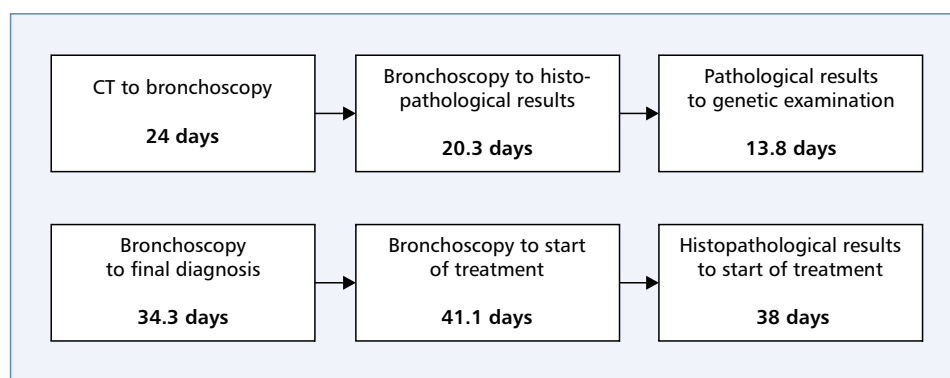 CT to bronchoscopy
24 days
Bronchoscopy to histo-
pathological results
20.3 days
Pathological results
to genetic examination
13.8 days
Bronchoscopy
to final diagnosis
34.3 days
Bronchoscopy to start
of treatment
41.1 days
Histopathological results
to start of treatment
38 days